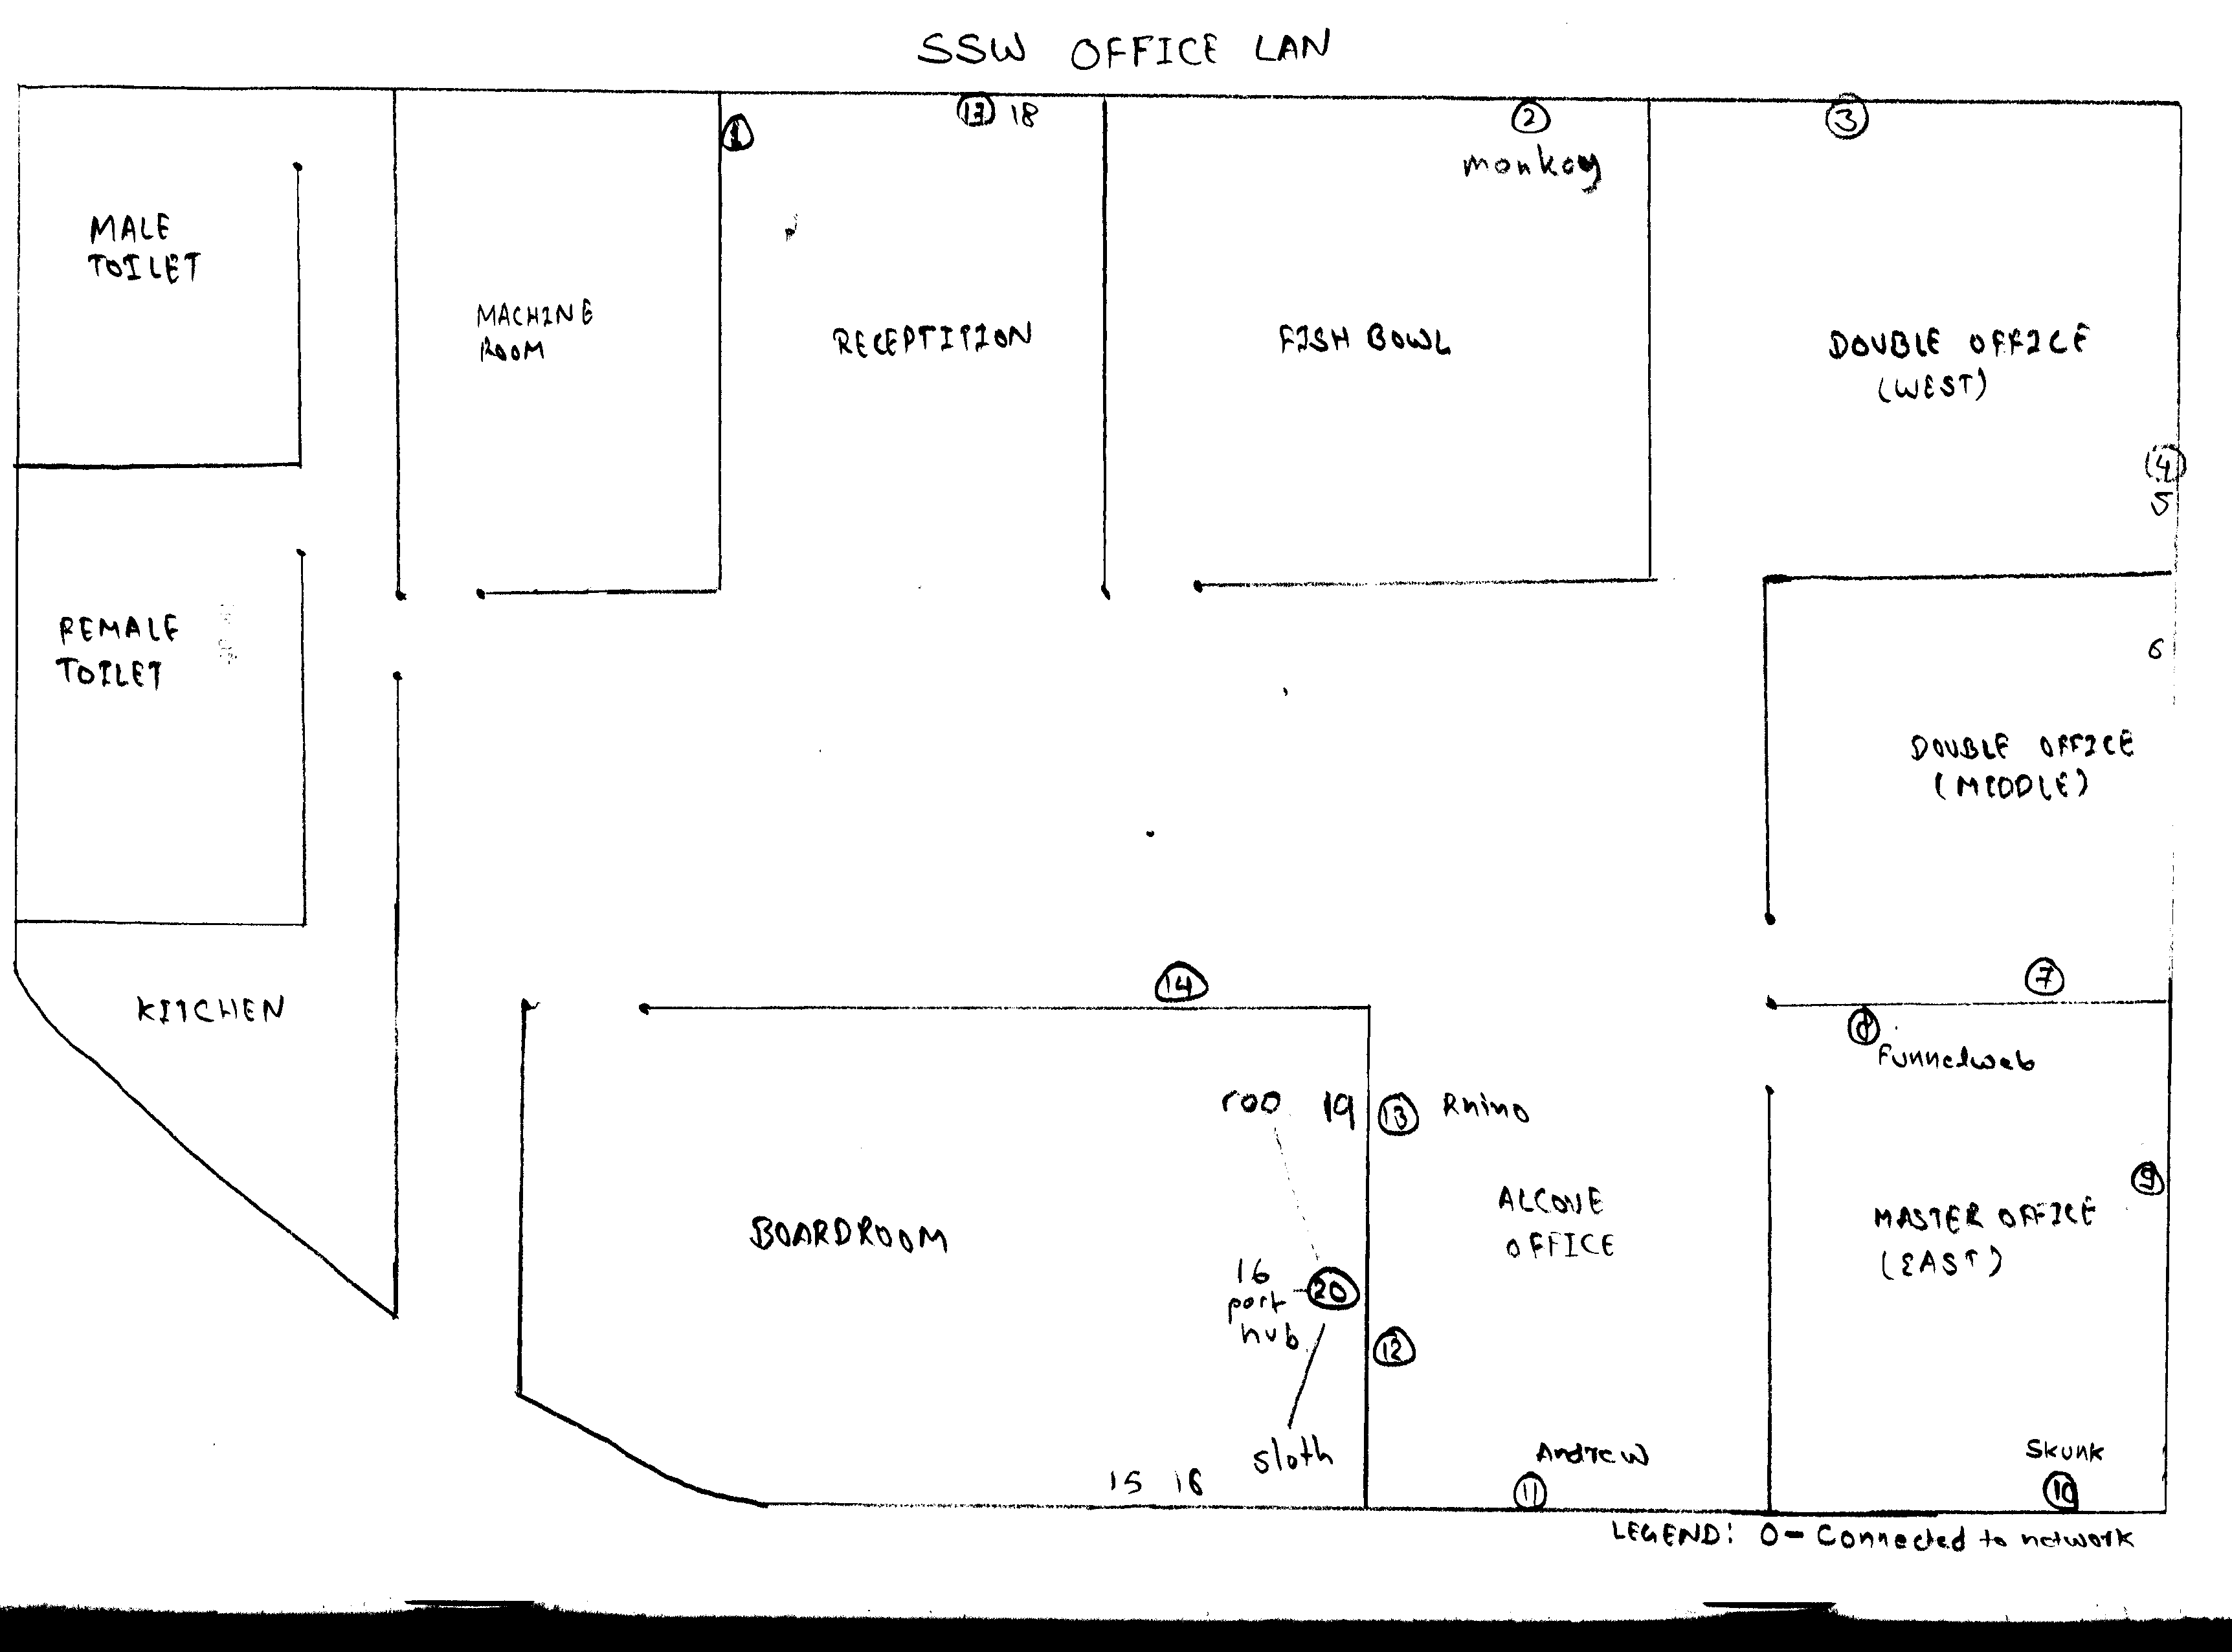 SSW OFFICE LAN
1
18
2
3
monkey
MALE
TOILET
MACHINE
ROOM
RECEPTITION
FISH BOWL
DOUBLE OFFICE
(WEST)
4
5
FEMALE
TOILET
6
DOUBLE OFFICE
(MIDDLE)
KITCHEN
14
7
8
Funnelweb
roo 19
13 Rhino
9
BOARDROOM
ALCOVE
OFFICE
MASTER OFFICE
(EAST)
16
port
hub
20
12
sloth
Andrew
Skunk
15 16
11
10
LEGEND: O - Connected to network